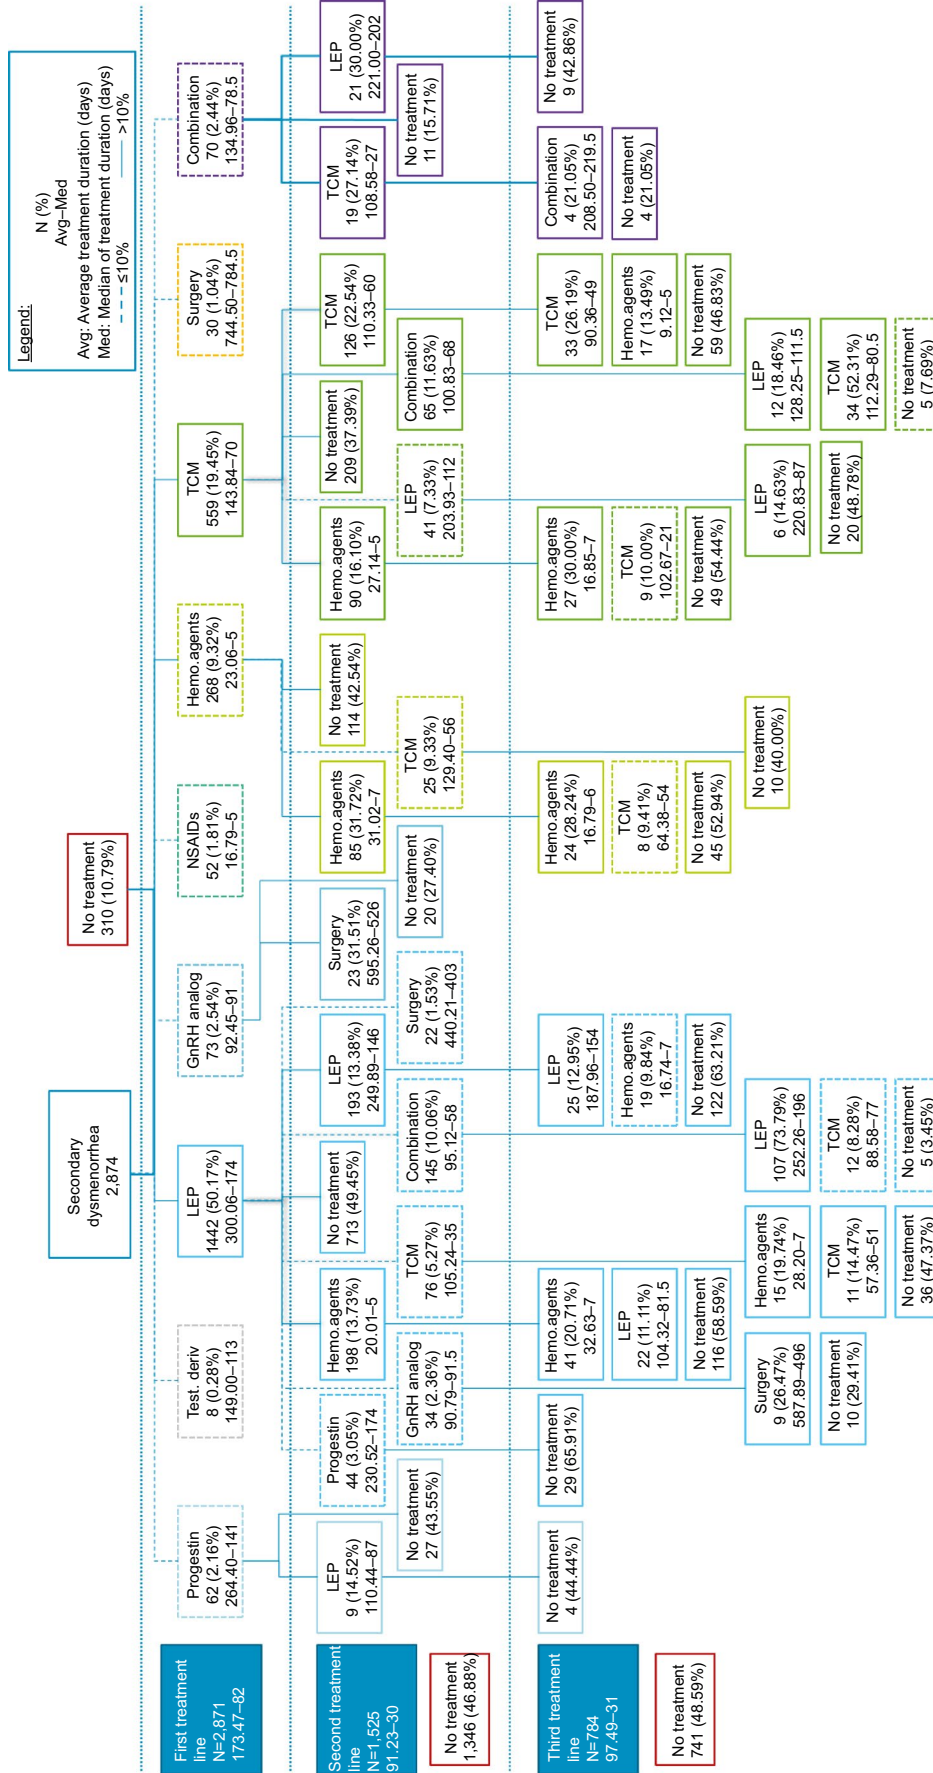 Legend:
N (%)
Avg–Med
Avg: Average treatment duration (days)
Med: Median of treatment duration (days)
≤10%
>10%
Secondary
dysmenorrhea
2,874
No treatment
310 (10.79%)
First treatment
line
N=2,871
173.47–82
Progestin
62 (2.16%)
264.40–141
Test. deriv
8 (0.28%)
149.00–113
LEP
1442 (50.17%)
300.06–174
GnRH analog
73 (2.54%)
92.45–91
NSAIDs
52 (1.81%)
16.79–5
Hemo.agents
268 (9.32%)
23.06–5
TCM
559 (19.45%)
143.84–70
Surgery
30 (1.04%)
744.50–784.5
Combination
70 (2.44%)
134.96–78.5
Second treatment
line
N=1,525
91.23–30
No treatment
1,346 (46.88%)
LEP
9 (14.52%)
110.44–87
No treatment
27 (43.55%)
Progestin
44 (3.05%)
230.52–174
GnRH analog
34 (2.36%)
90.79–91.5
Hemo.agents
198 (13.73%)
20.01–5
TCM
76 (5.27%)
105.24–35
No treatment
713 (49.45%)
Combination
145 (10.06%)
95.12–58
LEP
193 (13.38%)
249.89–146
Surgery
22 (1.53%)
440.21–403
Surgery
23 (31.51%)
595.26–526
No treatment
20 (27.40%)
Hemo.agents
85 (31.72%)
31.02–7
TCM
25 (9.33%)
129.40–56
No treatment
114 (42.54%)
Hemo.agents
90 (16.10%)
27.14–5
LEP
41 (7.33%)
203.93–112
No treatment
209 (37.39%)
Combination
65 (11.63%)
100.83–68
TCM
126 (22.54%)
110.33–60
TCM
19 (27.14%)
108.58–27
No treatment
11 (15.71%)
LEP
21 (30.00%)
221.00–202
Third treatment
line
N=784
97.49–31
No treatment
741 (48.59%)
No treatment
4 (44.44%)
No treatment
29 (65.91%)
Surgery
9 (26.47%)
587.89–496
No treatment
10 (29.41%)
Hemo.agents
41 (20.71%)
32.63–7
LEP
22 (11.11%)
104.32–81.5
No treatment
116 (58.59%)
Hemo.agents
15 (19.74%)
28.20–7
TCM
11 (14.47%)
57.36–51
No treatment
36 (47.37%)
LEP
107 (73.79%)
252.28–196
TCM
12 (8.28%)
88.58–77
No treatment
5 (3.45%)
LEP
25 (12.95%)
187.96–154
Hemo.agents
19 (9.84%)
16.74–7
No treatment
122 (63.21%)
Hemo.agents
24 (28.24%)
16.79–6
TCM
8 (9.41%)
64.38–54
No treatment
45 (52.94%)
No treatment
10 (40.00%)
Hemo.agents
27 (30.00%)
16.85–7
TCM
9 (10.00%)
102.67–21
No treatment
49 (54.44%)
LEP
6 (14.63%)
220.83–87
No treatment
20 (48.78%)
LEP
12 (18.46%)
128.25–111.5
TCM
34 (52.31%)
112.29–80.5
No treatment
5 (7.69%)
TCM
33 (26.19%)
90.36–49
Hemo.agents
17 (13.49%)
9.12–5
No treatment
59 (46.83%)
Combination
4 (21.05%)
208.50–219.5
No treatment
4 (21.05%)
No treatment
9 (42.86%)